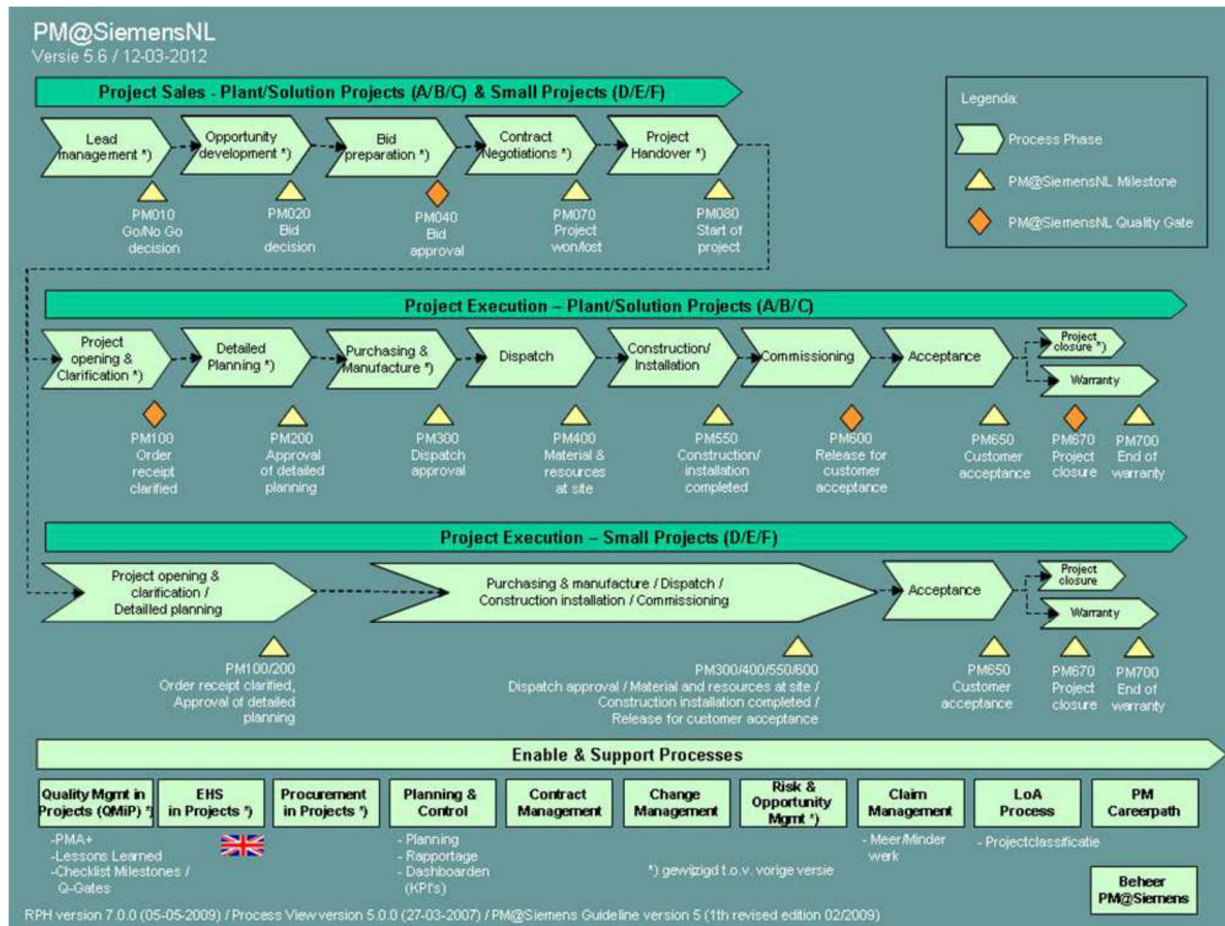 PM@SiemensNL
Versie 5.6 / 12-03-2012
Project Sales - Plant/Solution Projects (A/B/C) & Small Projects (D/E/F)
Lead
management *)
Opportunity
development *)
Bid
preparation *)
Contract
Negotiations *)
Project
Handover *)
PM010
Go/No Go
decision
PM020
Bid
decision
PM040
Bid
approval
PM070
Project
won/lost
PM080
Start of
project
Legenda:
Process Phase
PM@SiemensNL Milestone
PM@SiemensNL Quality Gate
Project Execution – Plant/Solution Projects (A/B/C)
Project
opening &
Clarification *)
Detailed
Planning *)
Purchasing &
Manufacture *)
Dispatch
Construction/
Installation
Commissioning
Acceptance
Project
closure *)
Warranty
PM100
Order
receipt
clarified
PM200
Approval
of detailed
planning
PM300
Dispatch
approval
PM400
Material &
resources
at site
PM550
Construction/
installation
completed
PM600
Release for
customer
acceptance
PM650
Customer
acceptance
PM670
Project
closure
PM700
End of
warranty
Project Execution – Small Projects (D/E/F)
Project opening &
clarification /
Detailled planning
Purchasing & manufacture / Dispatch /
Construction installation / Commissioning
Acceptance
Project
closure
Warranty
PM100/200
Order receipt clarified,
Approval of detailed
planning
PM300/400/550/600
Dispatch approval / Material and resources at site /
Construction installation completed /
Release for customer acceptance
PM650
Customer
acceptance
PM670
Project
closure
PM700
End of
warranty
Enable & Support Processes
Quality Mgmt in
Projects (QMiP) *)
EHS
in Projects *)
Procurement
in Projects *)
Planning &
Control
Contract
Management
Change
Management
Risk &
Opportunity
Mgmt *)
Claim
Management
LoA
Process
PM
Careerpath
-PMA+
-Lessons Learned
-Checklist Milestones /
Q-Gates
- Planning
- Rapportage
- Dashboarden
(KPI's)
*) gewijzigd t.o.v. vorige versie
- Meer/Minder
werk
- Projectclassificatie
Beheer
PM@Siemens
RPH version 7.0.0 (05-05-2009) / Process View version 5.0.0 (27-03-2007) / PM@Siemens Guideline version 5 (1th revised edition 02/2009)